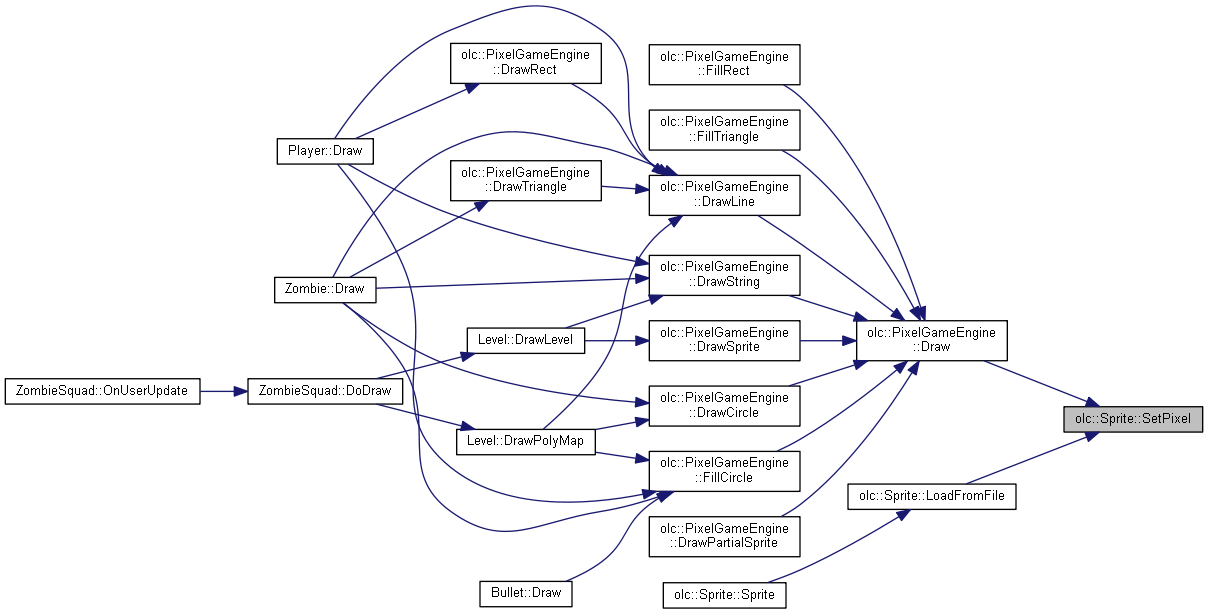 olc::PixelGameEngine
::DrawRect
olc::PixelGameEngine
::FillRect
olc::PixelGameEngine
::FillTriangle
Player::Draw
olc::PixelGameEngine
::DrawTriangle
olc::PixelGameEngine
::DrawLine
Zombie::Draw
olc::PixelGameEngine
::DrawString
Level::DrawLevel
olc::PixelGameEngine
::DrawSprite
olc::PixelGameEngine
::Draw
ZombieSquad::OnUserUpdate
ZombieSquad::DoDraw
olc::PixelGameEngine
::DrawCircle
olc::Sprite::SetPixel
Level::DrawPolyMap
olc::PixelGameEngine
::FillCircle
olc::Sprite::LoadFromFile
olc::PixelGameEngine
::DrawPartialSprite
Bullet::Draw
olc::Sprite::Sprite